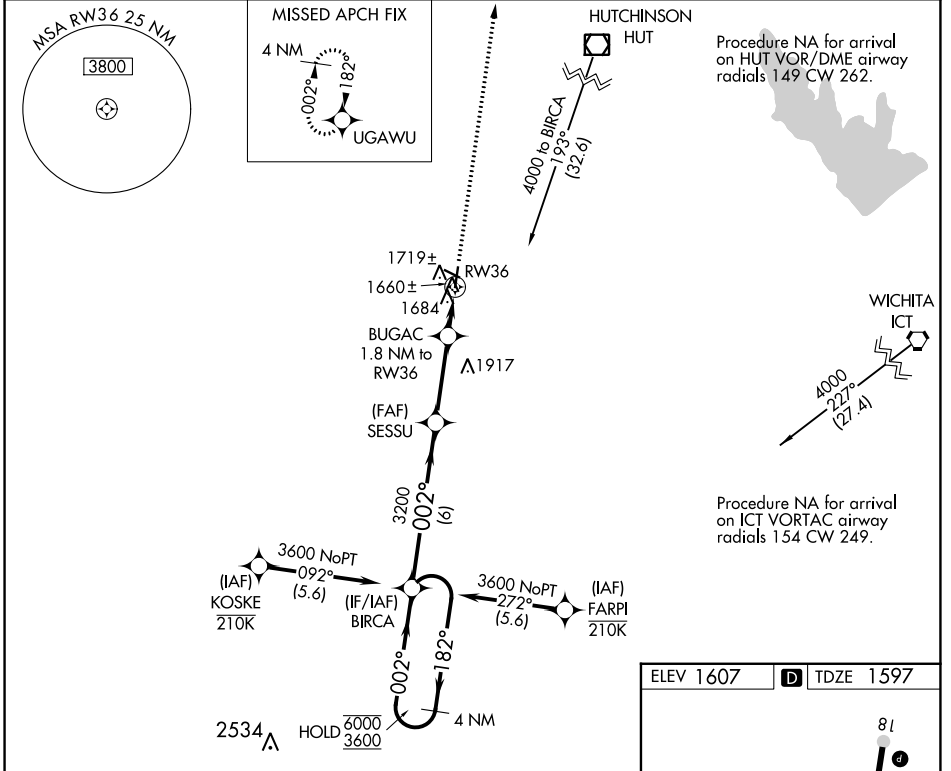 MSA RW36 25 NM
3800
MISSED APCH FIX
4 NM
002°
182°
UGAWU
HUTCHINSON
HUT
4000 to BIRCA
193°
(32.6)
Procedure NA for arrival
on HUT VOR/DME airway
radials 149 CW 262.
1719±
RW36
1660±
1684
BUGAC
1.8 NM to
RW36
1917
WICHITA
ICT
4000
227°
(27.4)
(FAF)
SESSU
3200
002°
(6)
Procedure NA for arrival
on ICT VORTAC airway
radials 154 CW 249.
3600 NoPT
092°
(5.6)
(IAF)
KOSKE
210K
(IF/IAF)
BIRCA
3600 NoPT
272°
(5.6)
(IAF)
FARPI
210K
002°
182°
4 NM
HOLD
6000
3600
2534
ELEV 1607
D
TDZE 1597
18
P